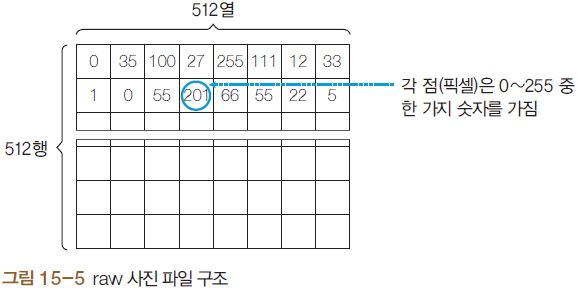 512열
0 35 100 27 255 111 12 33
1 0 55 201 66 55 22 5
각 점(픽셀)은 0~255 중
한 가지 숫자를 가짐
512행
그림 15-5 raw 사진 파일 구조